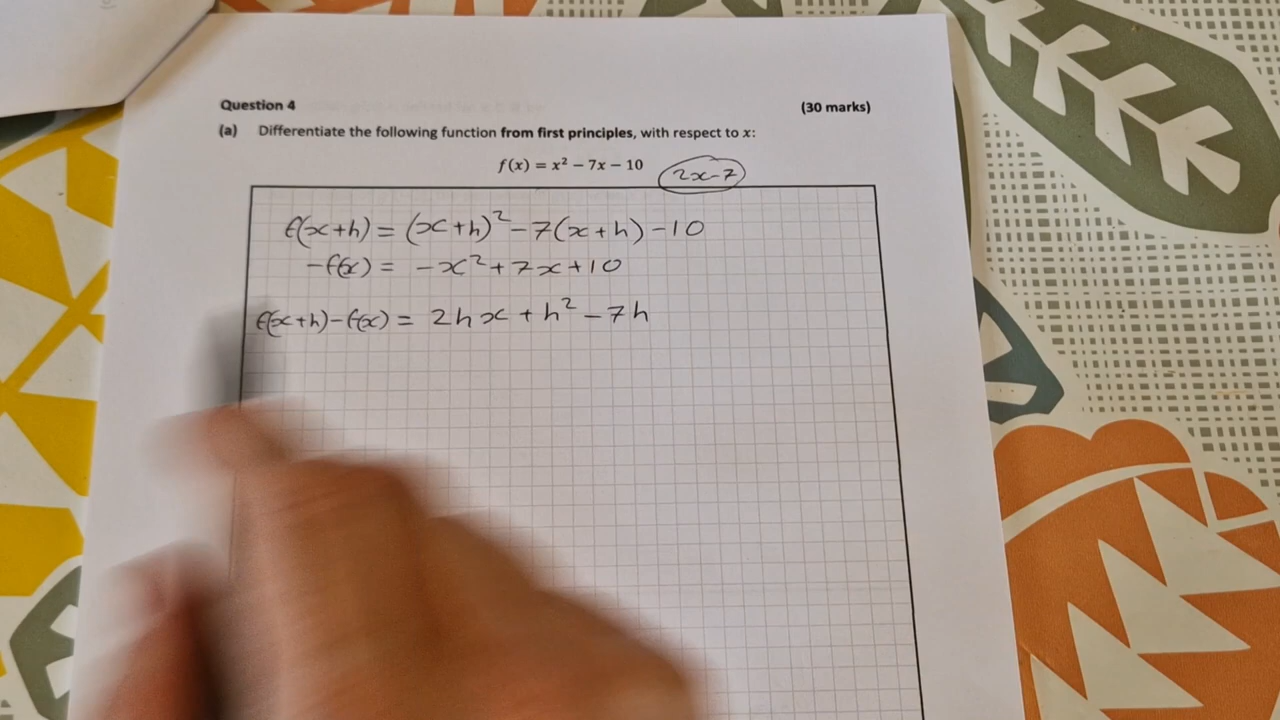 Question 4 (30 marks)
(a) Differentiate the following function from first principles, with respect to x:
f(x) = x² – 7x – 10 2x-7
f(x+h) = (x+h)² - 7(x+h) - 10
-f(x) = -x² + 7x + 10
f(x+h) - f(x) = 2hx + h² - 7h